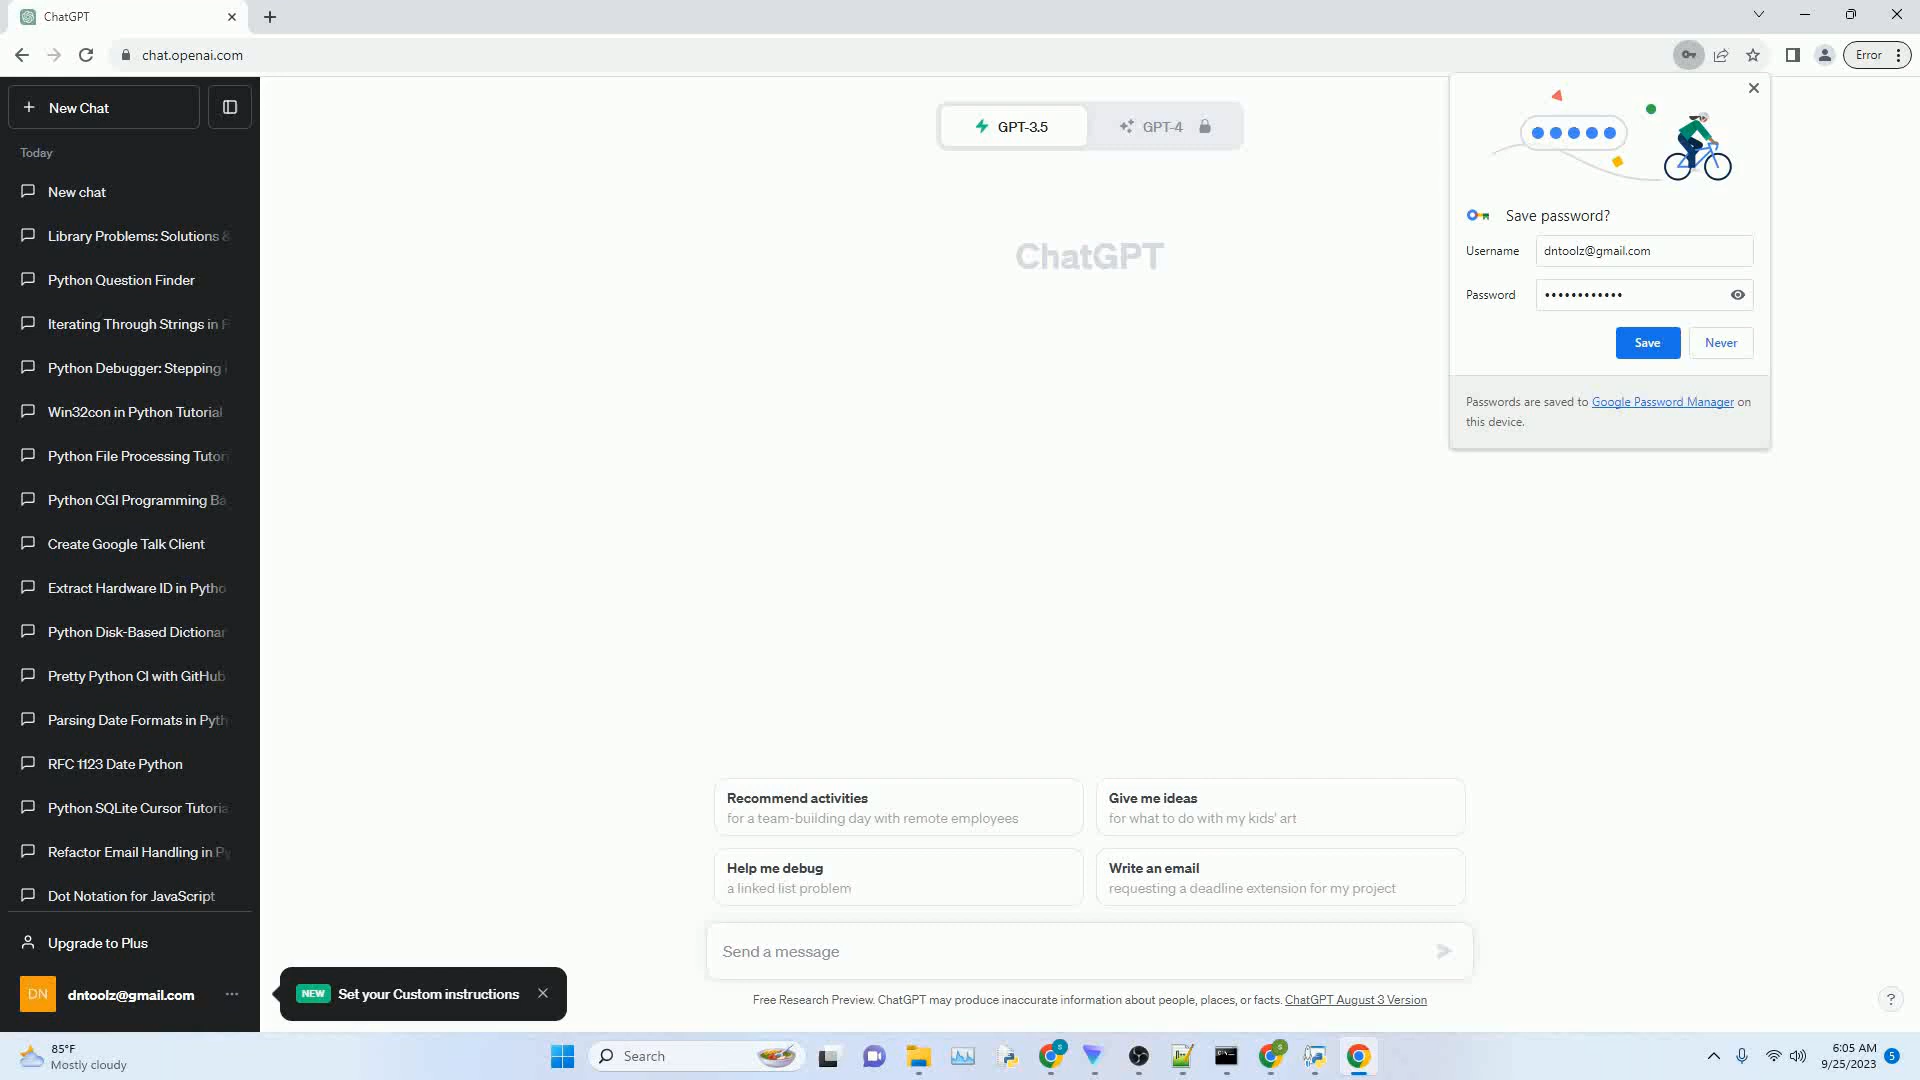 ChatGPT
chat.openai.com
Error
New Chat
Today
New chat
Library Problems: Solutions &
Python Question Finder
Iterating Through Strings in P
Python Debugger: Stepping i
Win32con in Python Tutorial
Python File Processing Tutor
Python CGI Programming Ba
Create Google Talk Client
Extract Hardware ID in Pytho
Python Disk-Based Dictionar
Pretty Python CI with GitHub
Parsing Date Formats in Pyth
RFC 1123 Date Python
Python SQLite Cursor Tutoria
Refactor Email Handling in Py
Dot Notation for JavaScript
Upgrade to Plus
DN
dntoolz@gmail.com
GPT-3.5
GPT-4
ChatGPT
Save password?
Username
dntoolz@gmail.com
Password
••••••••••••
Save
Never
Passwords are saved to Google Password Manager on
this device.
Recommend activities
for a team-building day with remote employees
Give me ideas
for what to do with my kids' art
Help me debug
a linked list problem
Write an email
requesting a deadline extension for my project
Send a message
NEW
Set your Custom instructions
Free Research Preview. ChatGPT may produce inaccurate information about people, places, or facts. ChatGPT August 3 Version
?
85°F
Mostly cloudy
Search
S
S
6:05 AM
9/25/2023
5